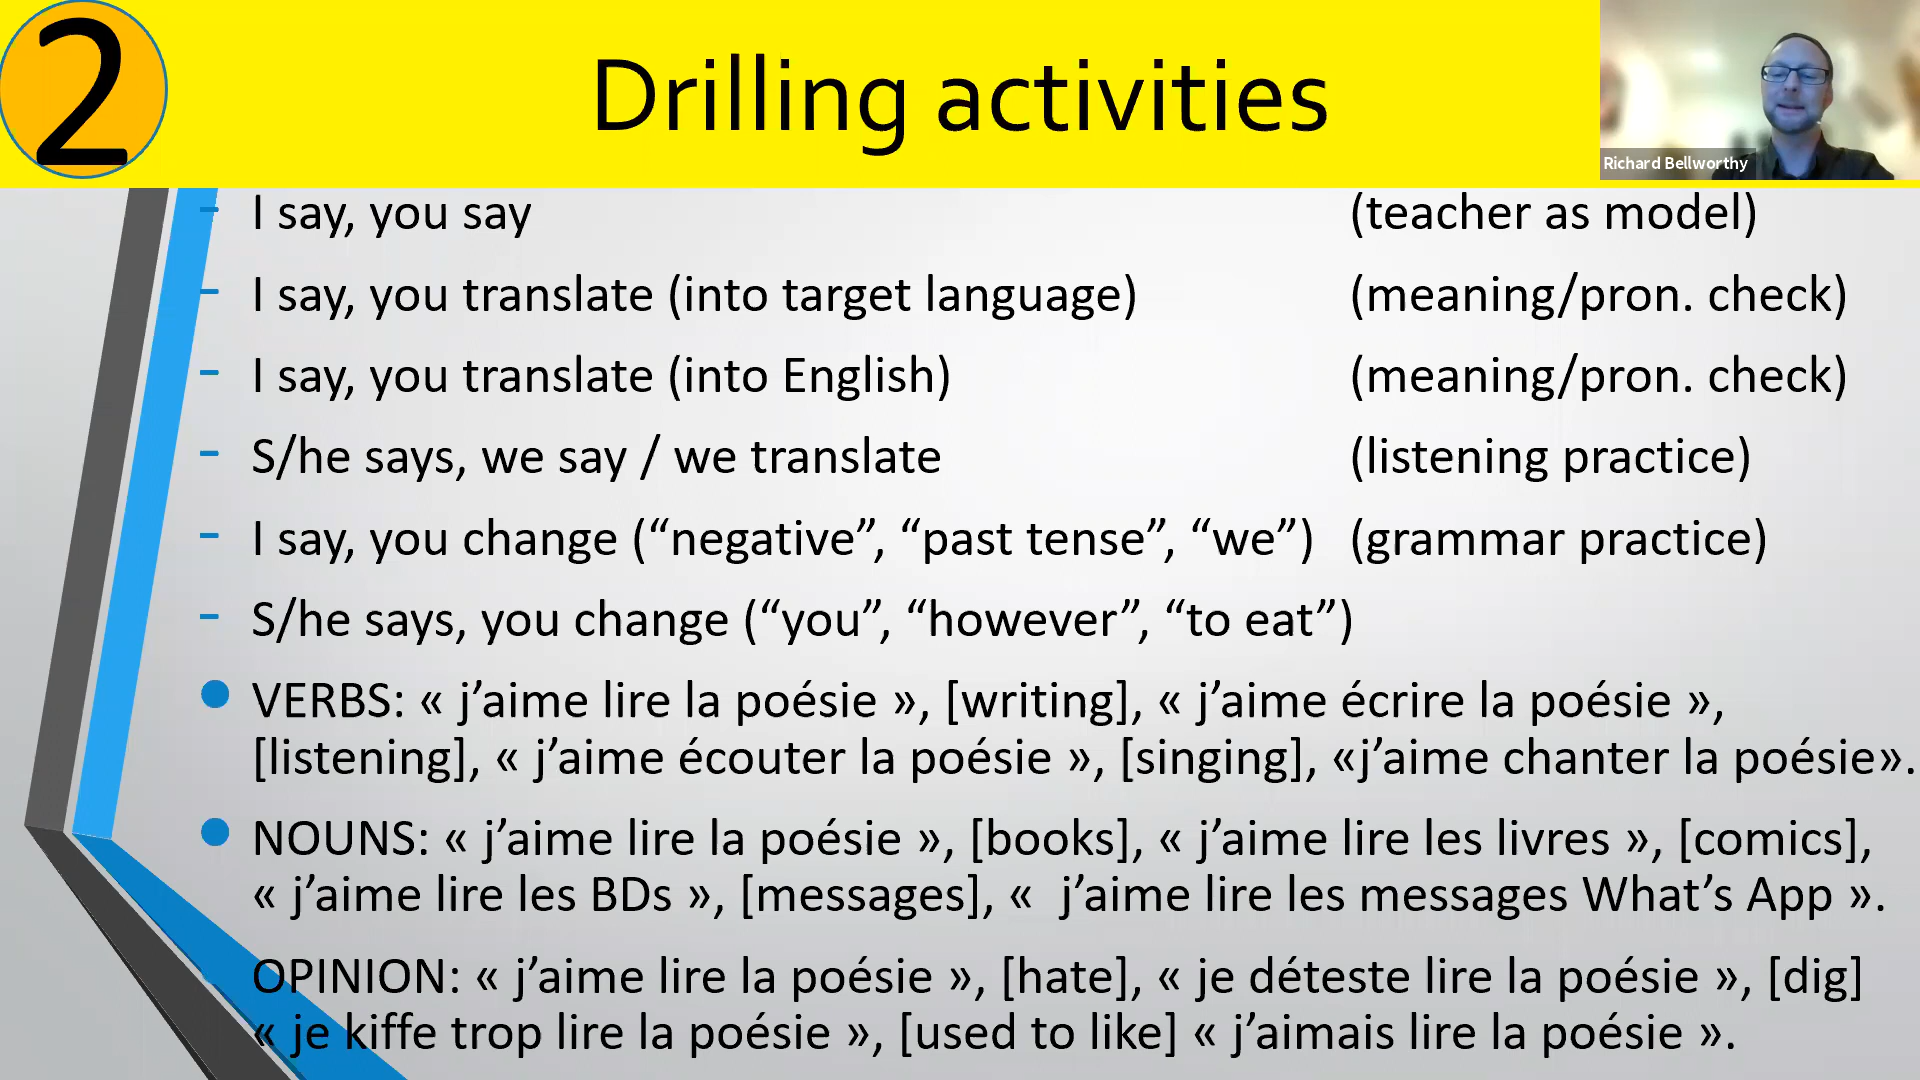 2
Drilling activities
Richard Bellworthy
- I say, you say (teacher as model)
- I say, you translate (into target language) (meaning/pron. check)
- I say, you translate (into English) (meaning/pron. check)
- S/he says, we say / we translate (listening practice)
- I say, you change (“negative”, “past tense”, “we”) (grammar practice)
- S/he says, you change (“you”, “however”, “to eat”)
● VERBS: « j’aime lire la poésie », [writing], « j’aime écrire la poésie »,
[listening], « j’aime écouter la poésie », [singing], «j’aime chanter la poésie».
● NOUNS: « j’aime lire la poésie », [books], « j’aime lire les livres », [comics],
« j’aime lire les BDs », [messages], «  j’aime lire les messages What’s App ».
OPINION: « j’aime lire la poésie », [hate], « je déteste lire la poésie », [dig]
« je kiffe trop lire la poésie », [used to like] « j’aimais lire la poésie ».